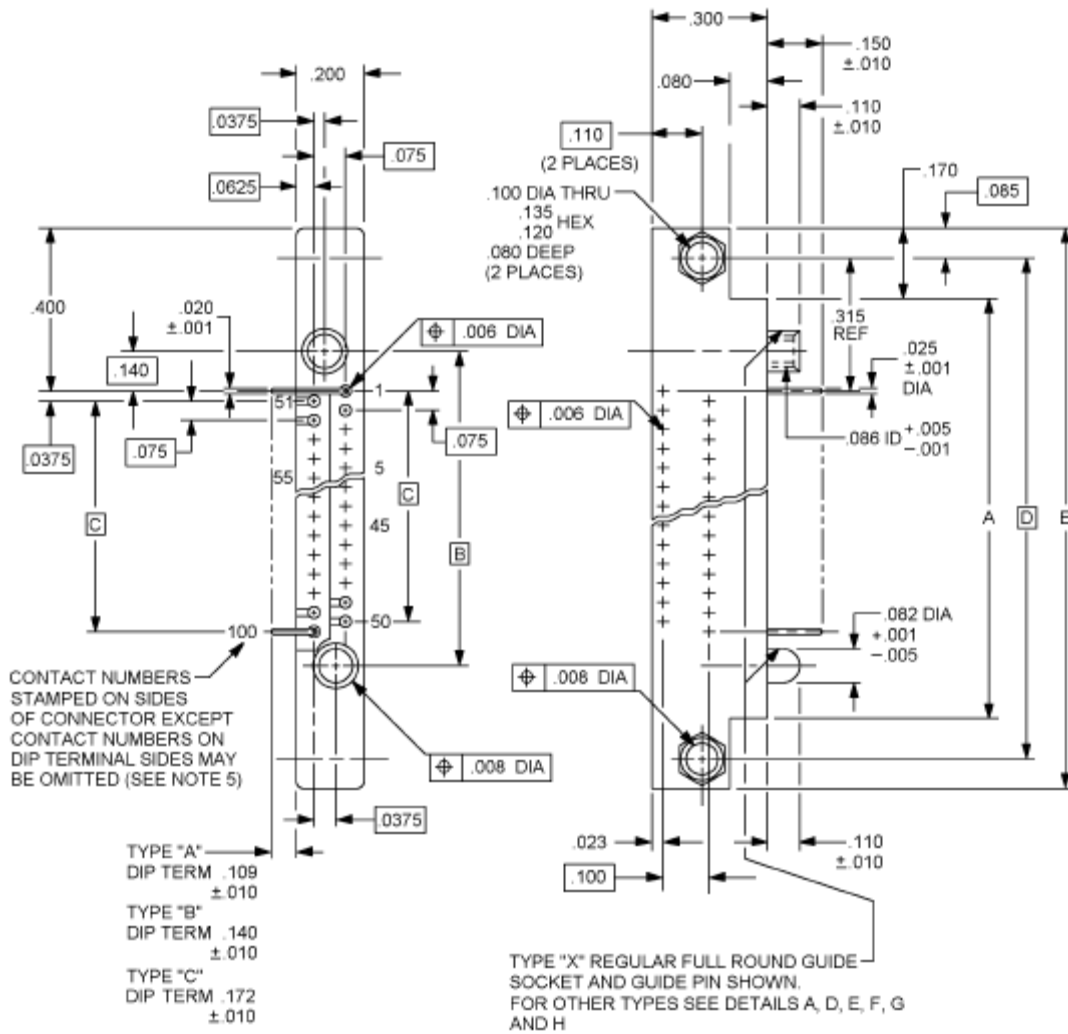 .300
.150
±.010
.200
.080
.0375
.110
±.010
.110
(2 PLACES)
.075
.0625
.100 DIA THRU
.135
.120 HEX
.080 DEEP
(2 PLACES)
.170
.085
.400
.020
±.001
.006 DIA
.315
REF
.025
±.001
DIA
.140
51
1
.006 DIA
.086 ID +.005
−.001
.0375
.075
.075
55
5
C
C
45
A
D
E
B
.082 DIA
+.001
−.005
100
50
.008 DIA
CONTACT NUMBERS
STAMPED ON SIDES
OF CONNECTOR EXCEPT
CONTACT NUMBERS ON
DIP TERMINAL SIDES MAY
BE OMITTED (SEE NOTE 5)
.008 DIA
.0375
.023
.110
±.010
.100
TYPE "A"
DIP TERM .109
±.010
TYPE "B"
DIP TERM .140
±.010
TYPE "C"
DIP TERM .172
±.010
TYPE "X" REGULAR FULL ROUND GUIDE
SOCKET AND GUIDE PIN SHOWN.
FOR OTHER TYPES SEE DETAILS A, D, E, F, G
AND H